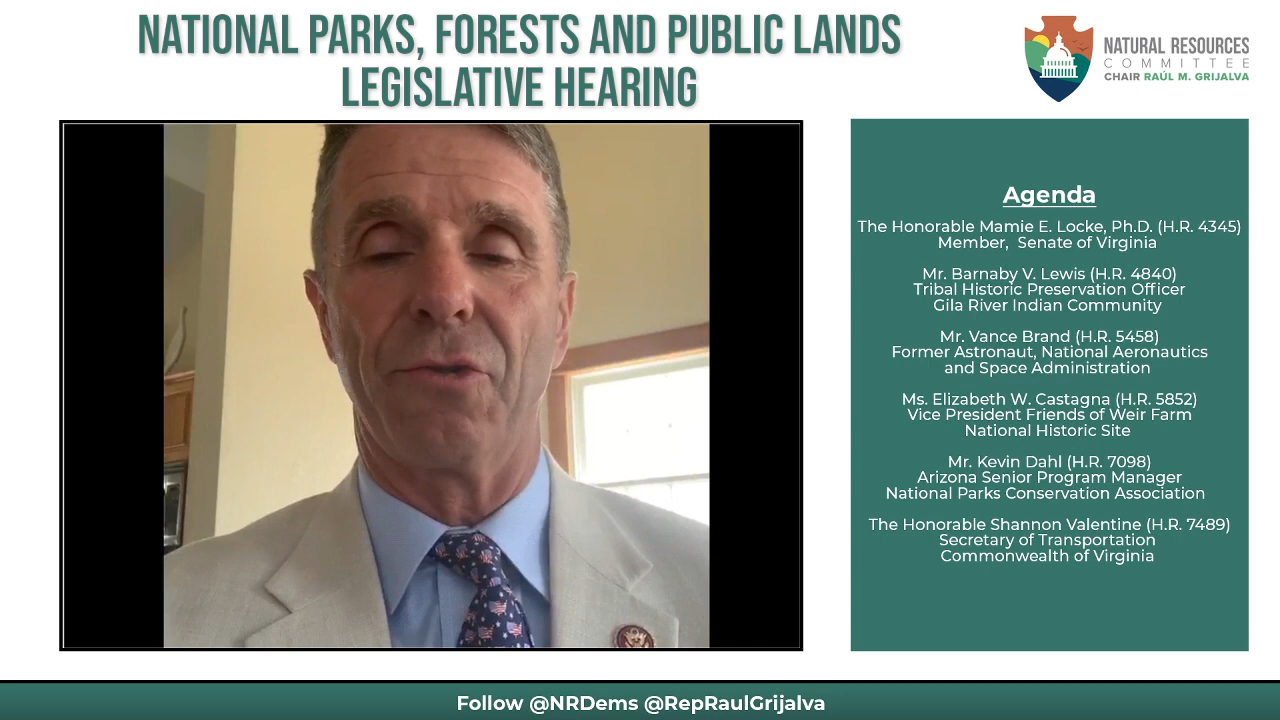 NATIONAL PARKS, FORESTS AND PUBLIC LANDS
LEGISLATIVE HEARING
NATURAL RESOURCES
COMMITTEE
CHAIR RAÚL M. GRIJALVA
Agenda
The Honorable Mamie E. Locke, Ph.D. (H.R. 4345)
Member, Senate of Virginia
Mr. Barnaby V. Lewis (H.R. 4840)
Tribal Historic Preservation Officer
Gila River Indian Community
Mr. Vance Brand (H.R. 5458)
Former Astronaut, National Aeronautics
and Space Administration
Ms. Elizabeth W. Castagna (H.R. 5852)
Vice President Friends of Weir Farm
National Historic Site
Mr. Kevin Dahl (H.R. 7098)
Arizona Senior Program Manager
National Parks Conservation Association
The Honorable Shannon Valentine (H.R. 7489)
Secretary of Transportation
Commonwealth of Virginia
Follow @NRDems @RepRaulGrijalva